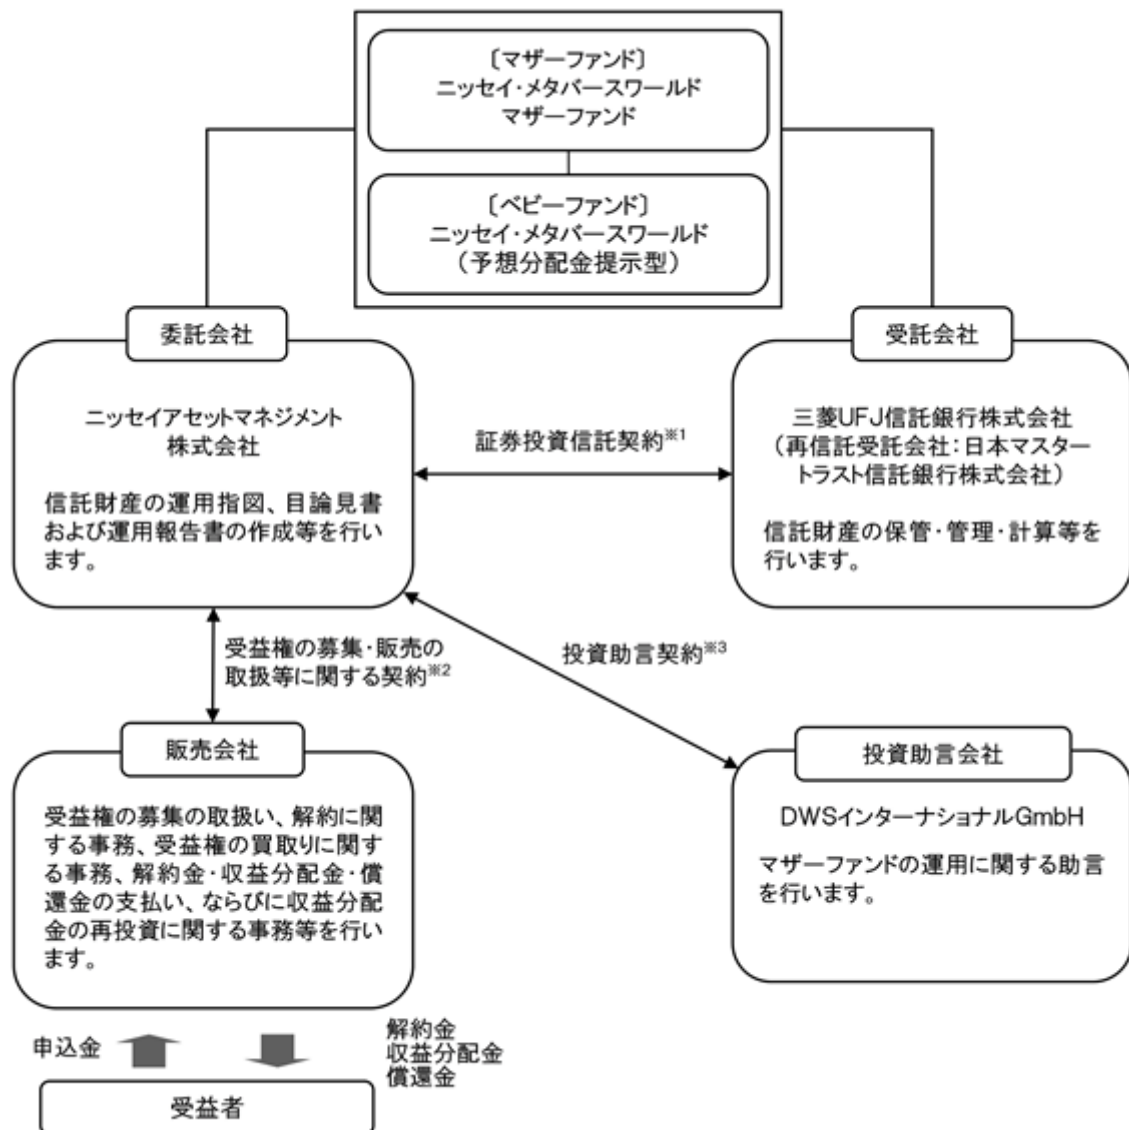 〔マザーファンド〕
ニッセイ・メタバースワールド
マザーファンド
〔ベビーファンド〕
ニッセイ・メタバースワールド
（予想分配金提示型）
委託会社
ニッセイアセットマネジメント
株式会社
信託財産の運用指図、目論見書
および運用報告書の作成等を行い
ます。
証券投資信託契約※1
受託会社
三菱UFJ信託銀行株式会社
（再信託受託会社：日本マスター
トラスト信託銀行株式会社）
信託財産の保管・管理・計算等を
行います。
受益権の募集・販売の
取扱等に関する契約※2
投資助言契約※3
販売会社
受益権の募集の取扱い、解約に関
する事務、受益権の買取りに関す
る事務、解約金・収益分配金・償
還金の支払い、ならびに収益分配
金の再投資に関する事務等を行い
ます。
投資助言会社
DWSインターナショナルGmbH
マザーファンドの運用に関する助言
を行います。
申込金
解約金
収益分配金
償還金
受益者